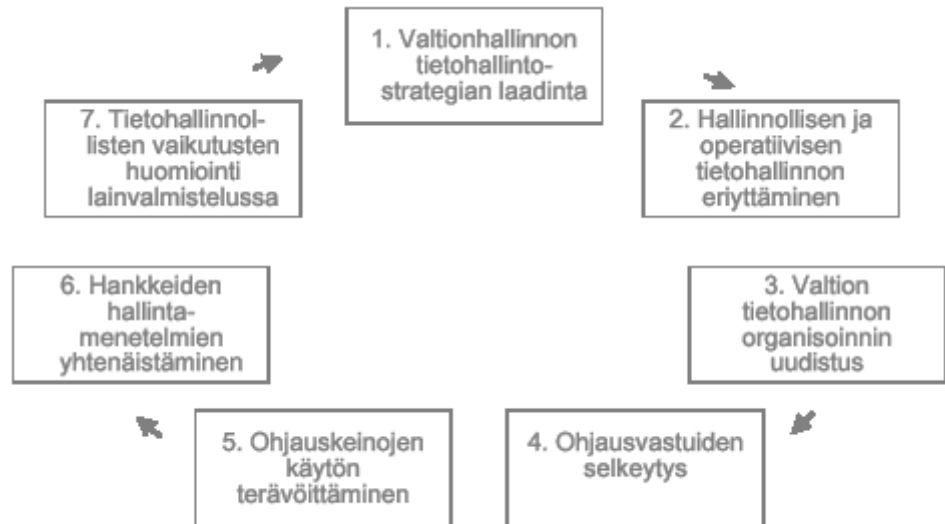 1. Valtionhallinnon
tietohallinto-
strategian laadinta
2. Hallinnollisen ja
operatiivisen
tietohallinnon
eriyttäminen
3. Valtion
tietohallinnon
organisoinnin
uudistus
4. Ohjausvastuiden
selkeytys
5. Ohjauskeinojen
käytön
terävöittäminen
6. Hankkeiden
hallinta-
menetelmien
yhtenäistäminen
7. Tietohallinnol-
listen vaikutusten
huomiointi
lainvalmistelussa